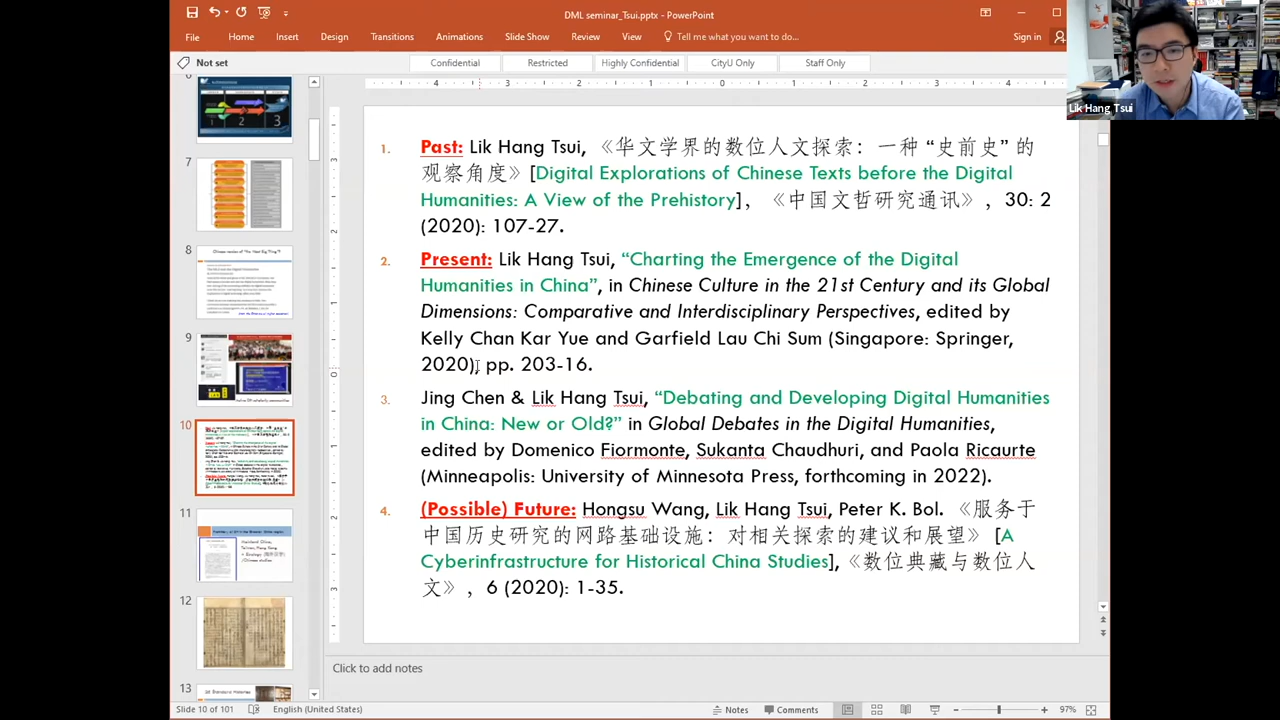 DML seminar_Tsui.pptx - PowerPoint
File Home Insert Design Transitions Animations Slide Show Review View Tell me what you want to do... Sign in
Not set Confidential Restricted Highly Confidential CityU Only Staff Only
Lik Hang Tsui
1. Past: Lik Hang Tsui, 《华文学界的数位人文探索：一种 “史前史” 的
观察角度》 [Digital Explorations of Chinese Texts before the Digital
Humanities: A View of the Prehistory], 《中国文哲研究通讯》, 30: 2
(2020): 107-27.
2. Present: Lik Hang Tsui, “Charting the Emergence of the Digital
Humanities in China”, in Chinese Culture in the 21st Century and its Global
Dimensions: Comparative and Interdisciplinary Perspectives, edited by
Kelly Chan Kar Yue and Garfield Lau Chi Sum (Singapore: Springer,
2020), pp. 203-16.
3. Jing Chen & Lik Hang Tsui, “Debating and Developing Digital Humanities
in China: New or Old?” in Global Debates in the Digital Humanities,
edited by Domenico Fiormonte, Sukanta Chaudhuri, and Paola Ricaurte
(Minneapolis: University of Minnesota Press, forthcoming in 2022).
4. (Possible) Future: Hongsu Wang, Lik Hang Tsui, Peter K. Bol. 《服务于
中国历史研究的网路基础设施：对相关探索的建议和展望》 [A
Cyberinfrastructure for Historical China Studies],《数位典藏与数位人
文》, 6 (2020): 1-35.
7
8
9
10
11
12
13
Click to add notes
Slide 10 of 101 English (United States) Notes Comments 97%